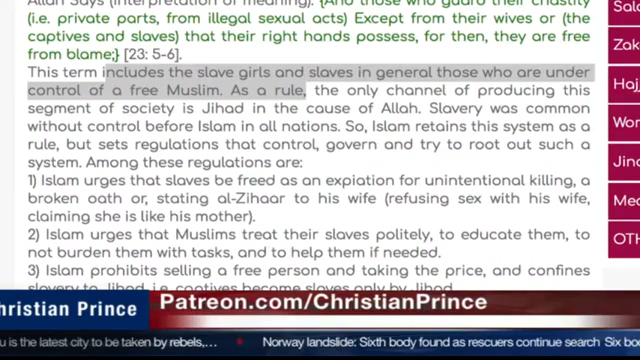 Allah Says (interpretation of meaning): {And those who guard their chastity
(i.e. private parts, from illegal sexual acts) Except from their wives or (the
captives and slaves) that their right hands possess, for then, they are free
from blame;} [23: 5-6].
This term includes the slave girls and slaves in general those who are under
control of a free Muslim. As a rule, the only channel of producing this
segment of society is Jihad in the cause of Allah. Slavery was common
without control before Islam in all nations. So, Islam retains this system as a
rule, but sets regulations that control, govern and try to root out such a
system. Among these regulations are:
1) Islam urges that slaves be freed as an expiation for unintentional killing, a
broken oath or, stating al-Zihaar to his wife (refusing sex with his wife,
claiming she is like his mother).
2) Islam urges that Muslims treat their slaves politely, to educate them, to
not burden them with tasks, and to help them if needed.
3) Islam prohibits selling a free person and taking the price, and confines
slavery to Jihad, i.e. captives become slaves only by Jihad.
Sala
Zak
Hajj
Wor
Jina
Mec
OTH
Christian Prince
Patreon.com/ChristianPrince
u is the latest city to be taken by rebels,... Norway landslide: Sixth body found as rescuers continue search Six bo